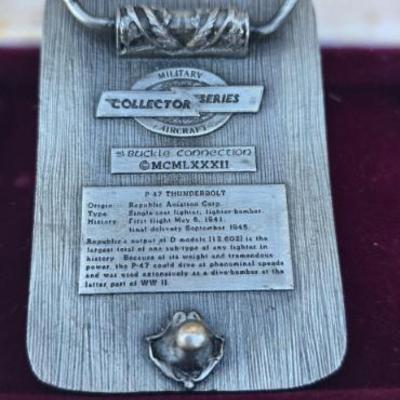 MILITARY
COLLECTOR SERIES
AIRCRAFT
the Buckle Connection
©MCMLXXXII
P-47 THUNDERBOLT
Origin: Republic Aviation Corp.
Type: Single-seat fighter, fighter-bomber.
History: First flight May 6, 1941,
final delivery September 1945.
Republic's output of D models (12,602) is the
largest total of one sub-type of any fighter in
history. Because of its weight and tremendous
power, the P-47 could dive at phenomenal speeds
and was used extensively as a dive-bomber at the
latter part of WW II.